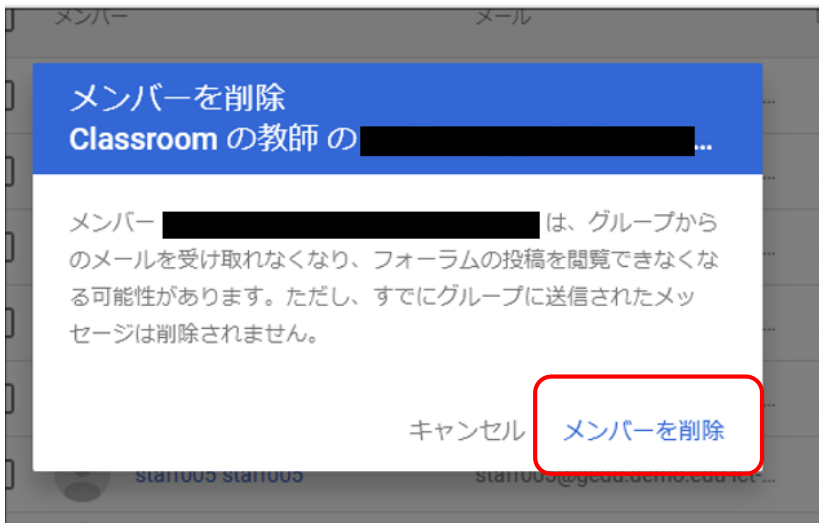 メンバー
メール
メンバーを削除
Classroom の教師 の ...
メンバー は、グループから
のメールを受け取れなくなり、フォーラムの投稿を閲覧できなくな
る可能性があります。ただし、すでにグループに送信されたメッ
セージは削除されません。
キャンセル
メンバーを削除
staff005 staff005
staff005@gedu.demo.edu-ict-...